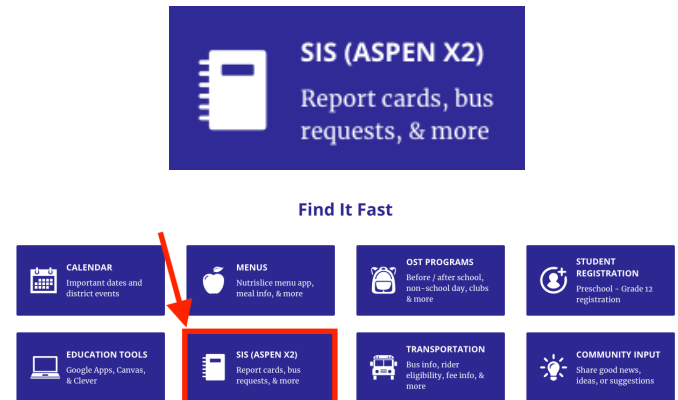 SIS (ASPEN X2)
Report cards, bus
requests, & more
Find It Fast
CALENDAR
Important dates and
district events
MENUS
Nutrislice menu app,
meal info, & more
OST PROGRAMS
Before / after school,
non-school day, clubs
& more
STUDENT
REGISTRATION
Preschool - Grade 12
registration
EDUCATION TOOLS
Google Apps, Canvas,
& Clever
SIS (ASPEN X2)
Report cards, bus
requests, & more
TRANSPORTATION
Bus info, rider
eligibility, fee info, &
more
COMMUNITY INPUT
Share good news,
ideas, or suggestions